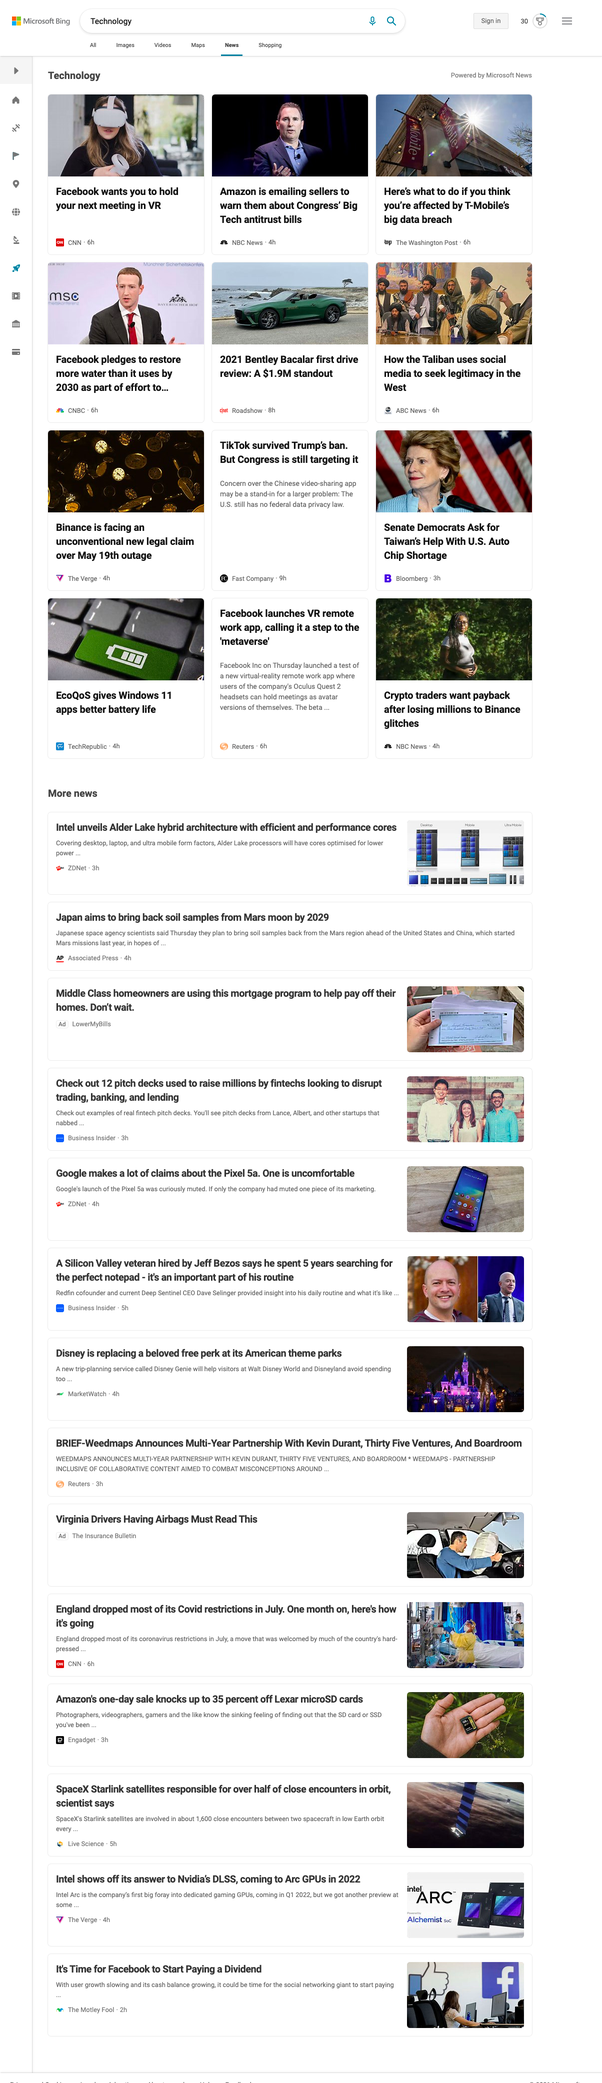 Microsoft Bing
Technology
Sign in
30
All Images Videos Maps News Shopping
Technology
Powered by Microsoft News
Facebook wants you to hold
your next meeting in VR
CNN · 6h
Amazon is emailing sellers to
warn them about Congress' Big
Tech antitrust bills
NBC News · 4h
Here's what to do if you think
you're affected by T-Mobile's
big data breach
The Washington Post · 6h
msc
Facebook pledges to restore
more water than it uses by
2030 as part of effort to...
CNBC · 6h
2021 Bentley Bacalar first drive
review: A $1.9M standout
Roadshow · 8h
How the Taliban uses social
media to seek legitimacy in the
West
ABC News · 6h
Binance is facing an
unconventional new legal claim
over May 19th outage
The Verge · 4h
TikTok survived Trump's ban.
But Congress is still targeting it
Concern over the Chinese video-sharing app
may be a stand-in for a larger problem: The
U.S. still has no federal data privacy law.
Fast Company · 9h
Senate Democrats Ask for
Taiwan's Help With U.S. Auto
Chip Shortage
Bloomberg · 3h
EcoQoS gives Windows 11
apps better battery life
TechRepublic · 4h
Facebook launches VR remote
work app, calling it a step to the
'metaverse'
Facebook Inc on Thursday launched a test of
a new virtual-reality remote work app where
users of the company's Oculus Quest 2
headsets can hold meetings as avatar
versions of themselves. The beta ...
Reuters · 6h
Crypto traders want payback
after losing millions to Binance
glitches
NBC News · 4h
More news
Intel unveils Alder Lake hybrid architecture with efficient and performance cores
Covering desktop, laptop, and ultra mobile form factors, Alder Lake processors will have cores optimised for lower
power ...
ZDNet · 3h
Desktop Mobile Ultra Mobile
Japan aims to bring back soil samples from Mars moon by 2029
Japanese space agency scientists said Thursday they plan to bring soil samples back from the Mars region ahead of the United States and China, which started
Mars missions last year, in hopes of ...
AP Associated Press · 4h
Middle Class homeowners are using this mortgage program to help pay off their
homes. Don't wait.
Ad LowerMyBills
Check out 12 pitch decks used to raise millions by fintechs looking to disrupt
trading, banking, and lending
Check out examples of real fintech pitch decks. You'll see pitch decks from Lance, Albert, and other startups that
nabbed ...
Business Insider · 3h
Google makes a lot of claims about the Pixel 5a. One is uncomfortable
Google's launch of the Pixel 5a was curiously muted. If only the company had muted one piece of its marketing.
ZDNet · 4h
A Silicon Valley veteran hired by Jeff Bezos says he spent 5 years searching for
the perfect notepad - it's an important part of his routine
Redfin cofounder and current Deep Sentinel CEO Dave Selinger provided insight into his daily routine and what it's like ...
Business Insider · 5h
Disney is replacing a beloved perk at its American theme parks
A new trip-planning service called Disney Genie will help visitors at Walt Disney World and Disneyland avoid spending
too ...
MarketWatch · 4h
BRIEF-Weedmaps Announces Multi-Year Partnership With Kevin Durant, Thirty Five Ventures, And Boardroom
WEEDMAPS ANNOUNCES MULTI-YEAR PARTNERSHIP WITH KEVIN DURANT, THIRTY FIVE VENTURES, AND BOARDROOM * WEEDMAPS - PARTNERSHIP
INCLUSIVE OF COLLABORATIVE CONTENT AIMED TO COMBAT MISCONCEPTIONS AROUND ...
Reuters · 3h
Virginia Drivers Having Airbags Must Read This
Ad The Insurance Bulletin
England dropped most of its Covid restrictions in July. One month on, here's how
it's going
England dropped most of its coronavirus restrictions in July, a move that was welcomed by much of the country's hard-
pressed ...
CNN · 6h
Amazon's one-day sale knocks up to 35 percent off Lexar microSD cards
Photographers, videographers, gamers and the like know the sinking feeling of finding out that the SD card or SSD
you've been ...
Engadget · 3h
SpaceX Starlink satellites responsible for over half of close encounters in orbit,
scientist says
SpaceX's Starlink satellites are involved in about 1,600 close encounters between two spacecraft in low Earth orbit
every ...
Live Science · 5h
Intel shows off its answer to Nvidia's DLSS, coming to Arc GPUs in 2022
Intel Arc is the company's first big foray into dedicated gaming GPUs, coming in Q1 2022, but we got another preview at
some ...
The Verge · 4h
intel
ARC
Alchemist SoC
It's Time for Facebook to Start Paying a Dividend
With user growth slowing and its cash balance growing, it could be time for the social networking giant to start paying
...
The Motley Fool · 2h